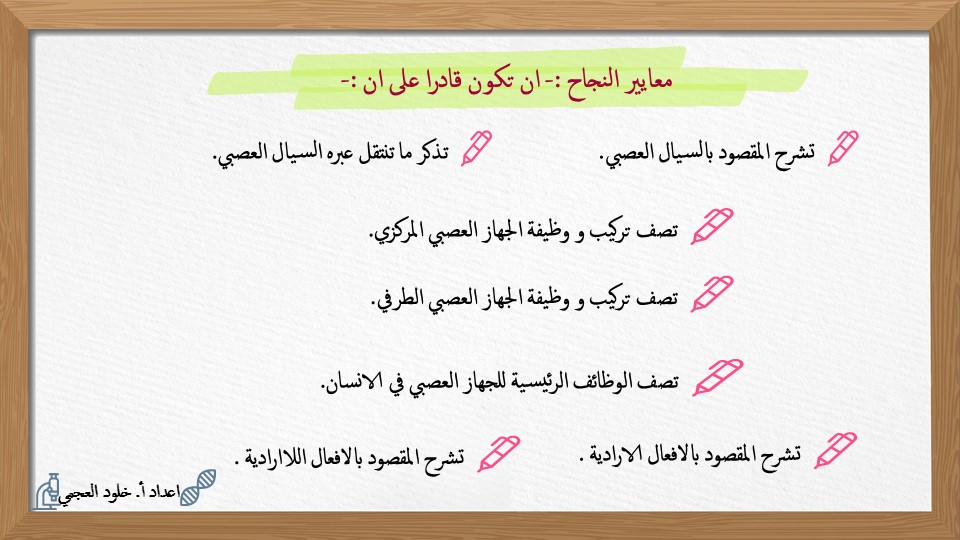 معايير النجاح :- ان تكون قادرا على ان :-
تشرح المقصود بالسيال العصبي.
تذكر ما تنتقل عبره السيال العصبي.
تصف تركيب و وظيفة الجهاز العصبي المركزي.
تصف تركيب و وظيفة الجهاز العصبي الطرفي.
تصف الوظائف الرئيسية للجهاز العصبي في الانسان.
تشرح المقصود بالافعال الارادية .
تشرح المقصود بالافعال اللاارادية .
اعداد أ. خلود العجمي